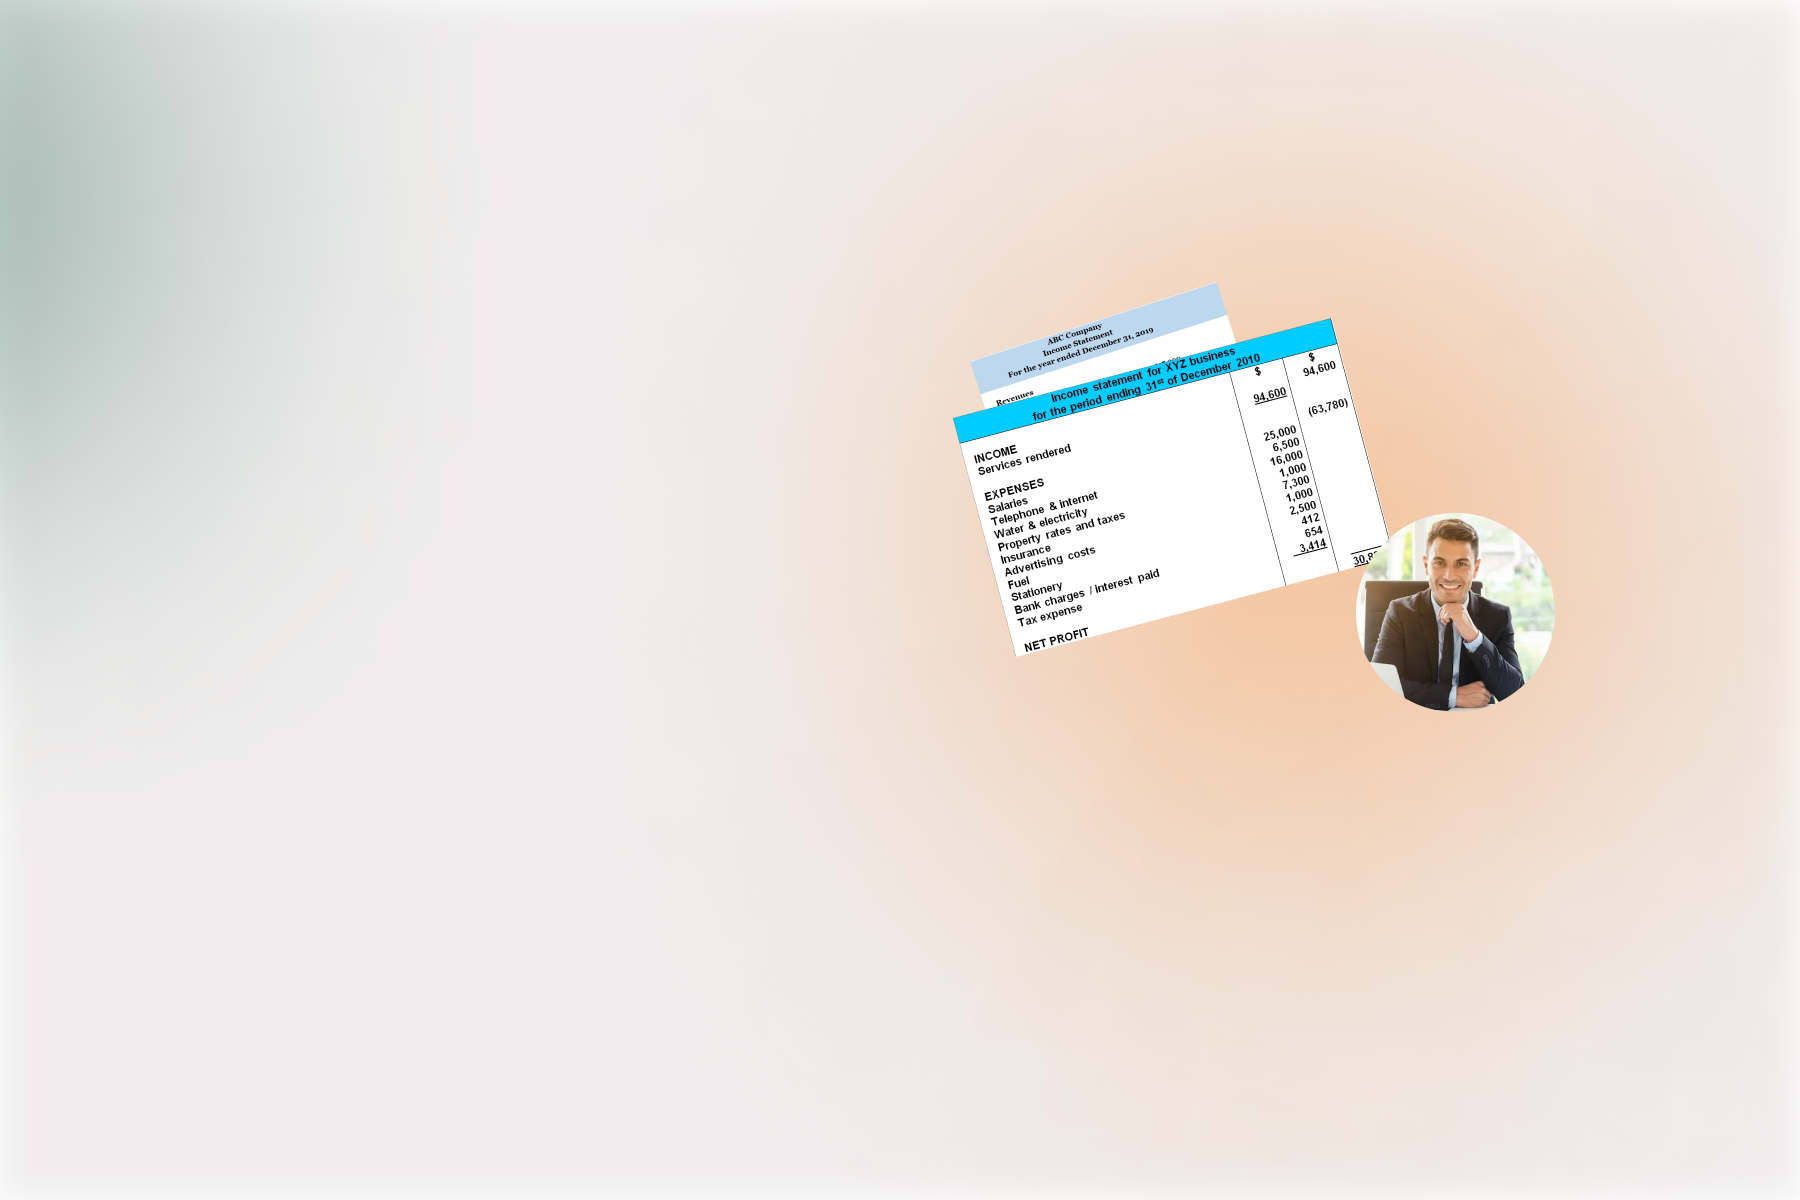 ABC Company
Income Statement
For the year ended December 31, 2019
Revenues
Income statement for XYZ business
for the period ending 31st of December 2010
$ $
INCOME 94,600
Services rendered 94,600
EXPENSES (63,780)
Salaries 25,000
Telephone & internet 6,500
Water & electricity 16,000
Property rates and taxes 1,000
Insurance 7,300
Advertising costs 1,000
Fuel 2,500
Stationery 412
Bank charges / interest paid 654
Tax expense 3,414
NET PROFIT